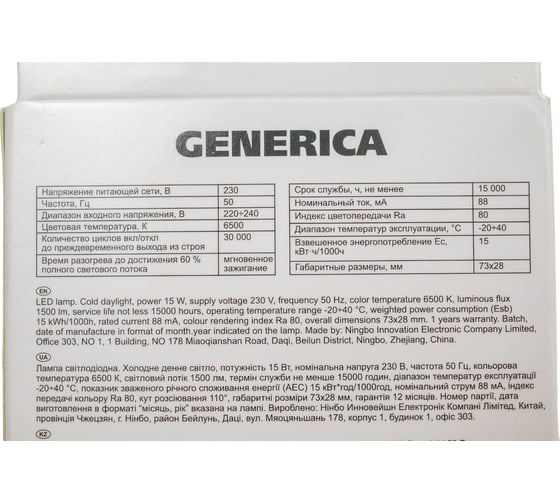 GENERICA
Напряжение питающей сети, В 230
Частота, Гц 50
Диапазон входного напряжения, В 220÷240
Цветовая температура, К 6500
Количество циклов вкл/откл
до преждевременного выхода из строя 30 000
Время разогрева до достижения 60 %
полного светового потока мгновенное
зажигание
Срок службы, ч, не менее 15 000
Номинальный ток, мА 88
Индекс цветопередачи Ra 80
Диапазон температур эксплуатации, °С -20÷40
Взвешенное энергопотребление Ес,
кВт·ч/1000ч 15
Габаритные размеры, мм 73x28
EN
LED lamp. Cold daylight, power 15 W, supply voltage 230 V, frequency 50 Hz, color temperature 6500 K, luminous flux
1500 lm, service life not less 15000 hours, operating temperature range -20÷40 °C, weighted power consumption (Esb)
15 kWh/1000h, rated current 88 mA, colour rendering index Ra 80, overall dimensions 73x28 mm. 1 years warranty. Batch,
date of manufacture in format of month.year indicated on the lamp. Made by: Ningbo Innovation Electronic Company Limited,
Office 303, NO 1, 1 Building, NO 178 Miaoqianshan Road, Daqi, Beilun District, Ningbo, Zhejiang, China.
UA
Лампа світлодіодна. Холодне денне світло, потужність 15 Вт, номінальна напруга 230 В, частота 50 Гц, кольорова
температура 6500 К, світловий потік 1500 лм, термін служби не менше 15000 годин, діапазон температур експлуатації
-20÷40 °С, показник зваженого річного споживання енергії (АЕС) 15 кВт*год/1000год, номінальний струм 88 мА, індекс
передачі кольору Ra 80, кут розсіювання 110°, габаритні розміри 73х28 мм, гарантія 12 місяців. Номер партії, дата
виготовлення в форматі "місяць, рік" вказана на лампі. Вироблено: Нінбо Инновейшн Електронік Компані Лімітед, Китай,
провінція Чжецзян, г. Нінбо, район Бейлунь, Даці, вул. Мяоцяньшань 178, корпус 1, будинок 1, офіс 303.
KZ